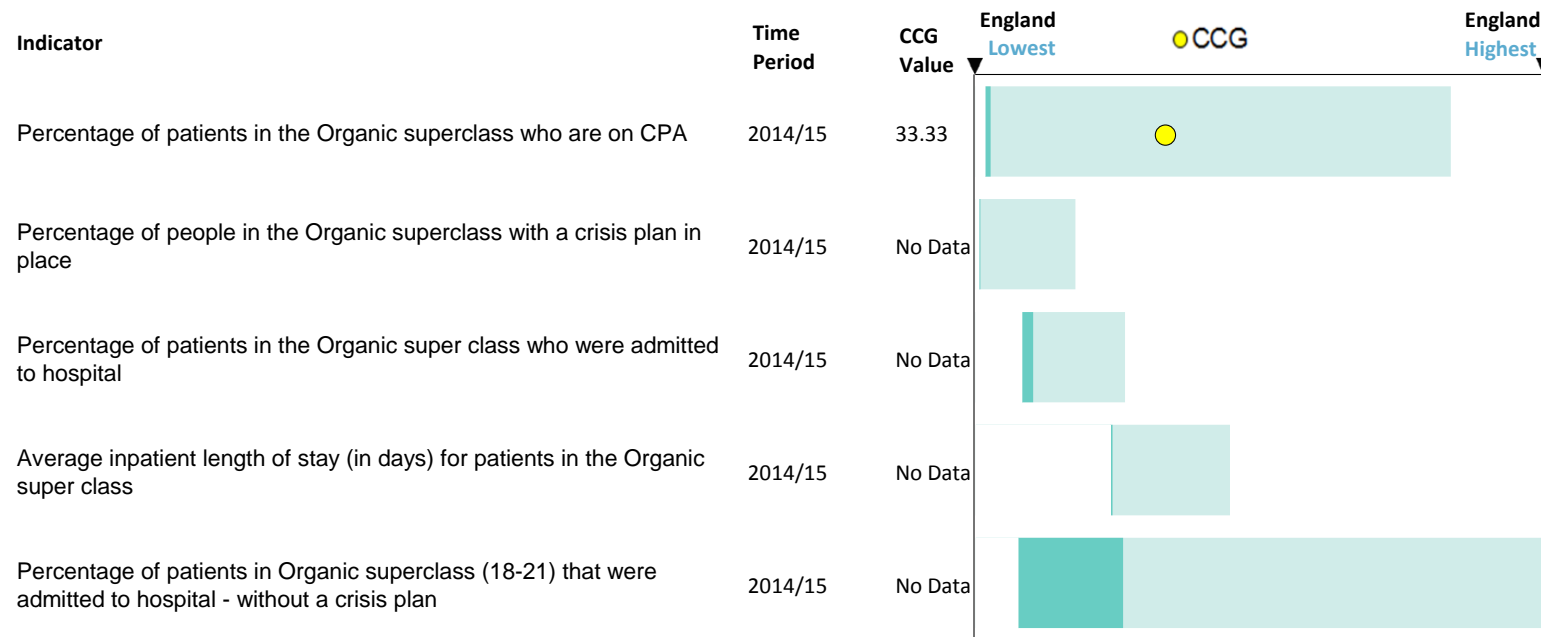 Indicator
Time
Period
CCG
Value
England
Lowest
CCG
England
Highest
Percentage of patients in the Organic superclass who are on CPA 2014/15 33.33
Percentage of people in the Organic superclass with a crisis plan in
place
2014/15 No Data
Percentage of patients in the Organic super class who were admitted
to hospital
2014/15 No Data
Average inpatient length of stay (in days) for patients in the Organic
super class
2014/15 No Data
Percentage of patients in Organic superclass (18-21) that were
admitted to hospital - without a crisis plan
2014/15 No Data